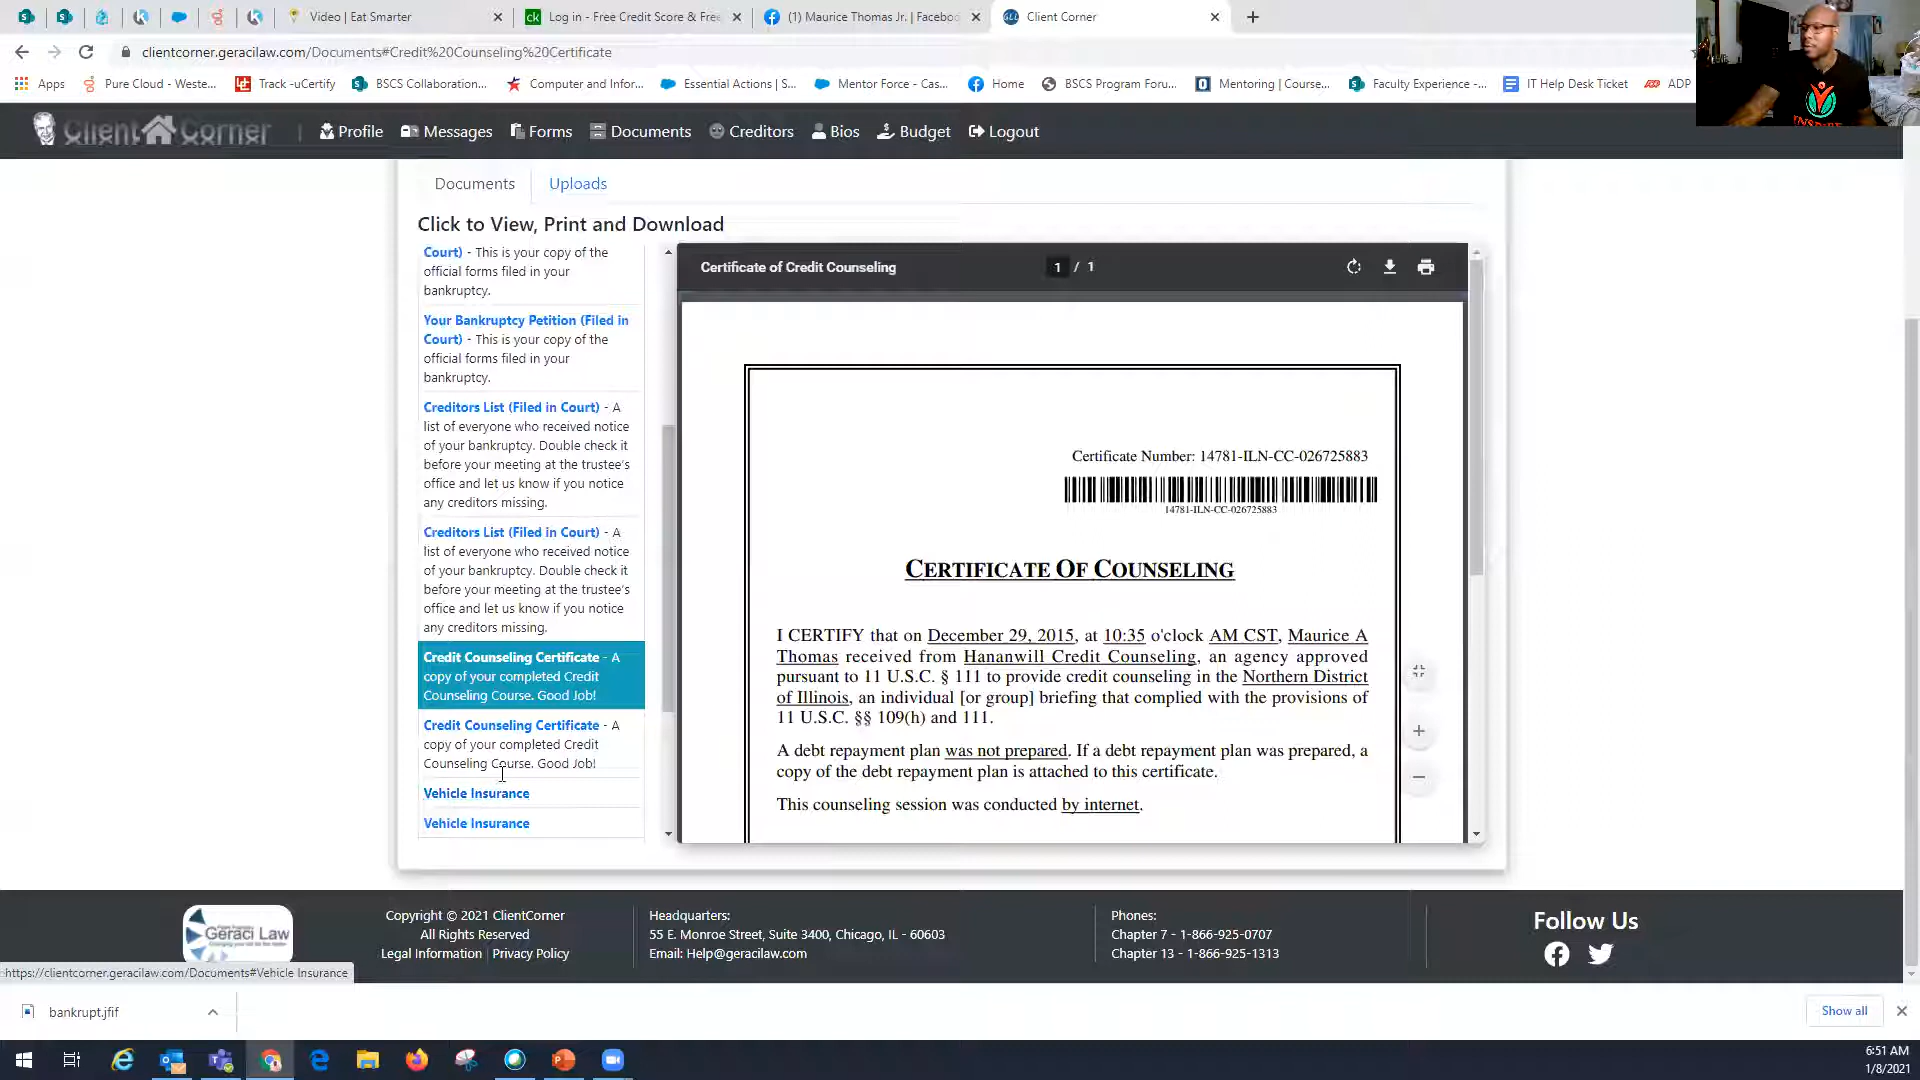 Video | Eat Smarter
Log in - Free Credit Score & Free
(1) Maurice Thomas Jr. | Facebo
Client Corner
clientcorner.geracilaw.com/Documents#Credit%20Counseling%20Certificate
Apps
Pure Cloud - Weste...
Track -uCertify
BSCS Collaboration...
Computer and Infor...
Essential Actions | S...
Mentor Force - Cas...
Home
BSCS Program Foru...
Mentoring | Course...
Faculty Experience -...
IT Help Desk Ticket
ADP
Client Corner
Profile
Messages
Forms
Documents
Creditors
Bios
Budget
Logout
Documents
Uploads
Click to View, Print and Download
Court) - This is your copy of the
official forms filed in your
bankruptcy.
Your Bankruptcy Petition (Filed in
Court) - This is your copy of the
official forms filed in your
bankruptcy.
Creditors List (Filed in Court) - A
list of everyone who received notice
of your bankruptcy. Double check it
before your meeting at the trustee's
office and let us know if you notice
any creditors missing.
Creditors List (Filed in Court) - A
list of everyone who received notice
of your bankruptcy. Double check it
before your meeting at the trustee's
office and let us know if you notice
any creditors missing.
Credit Counseling Certificate - A
copy of your completed Credit
Counseling Course. Good Job!
Credit Counseling Certificate - A
copy of your completed Credit
Counseling Course. Good Job!
Vehicle Insurance
Vehicle Insurance
Certificate of Credit Counseling
1 / 1
Certificate Number: 14781-ILN-CC-026725883
14781-ILN-CC-026725883
CERTIFICATE OF COUNSELING
I CERTIFY that on December 29, 2015, at 10:35 o'clock AM CST, Maurice A
Thomas received from Hananwill Credit Counseling, an agency approved
pursuant to 11 U.S.C. § 111 to provide credit counseling in the Northern District
of Illinois, an individual [or group] briefing that complied with the provisions of
11 U.S.C. §§ 109(h) and 111.
A debt repayment plan was not prepared. If a debt repayment plan was prepared, a
copy of the debt repayment plan is attached to this certificate.
This counseling session was conducted by internet.
Geraci Law
Copyright © 2021 ClientCorner
All Rights Reserved
Legal Information | Privacy Policy
Headquarters:
55 E. Monroe Street, Suite 3400, Chicago, IL - 60603
Email: Help@geracilaw.com
Phones:
Chapter 7 - 1-866-925-0707
Chapter 13 - 1-866-925-1313
Follow Us
https://clientcorner.geracilaw.com/Documents#Vehicle Insurance
bankrupt.jfif
Show all
6:51 AM
1/8/2021